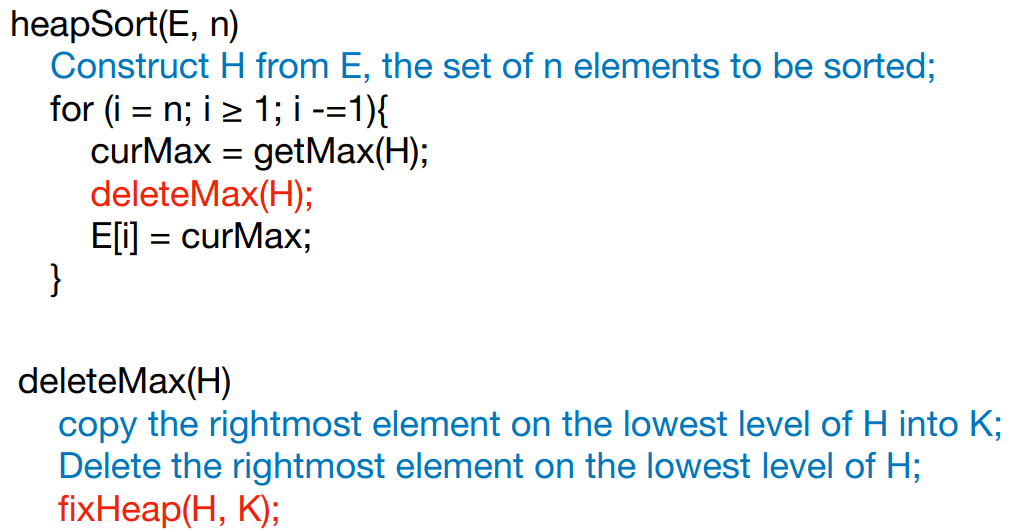 heapSort(E, n)
Construct H from E, the set of n elements to be sorted;
for (i = n; i ≥ 1; i -=1){
curMax = getMax(H);
deleteMax(H);
E[i] = curMax;
}
deleteMax(H)
copy the rightmost element on the lowest level of H into K;
Delete the rightmost element on the lowest level of H;
fixHeap(H, K);